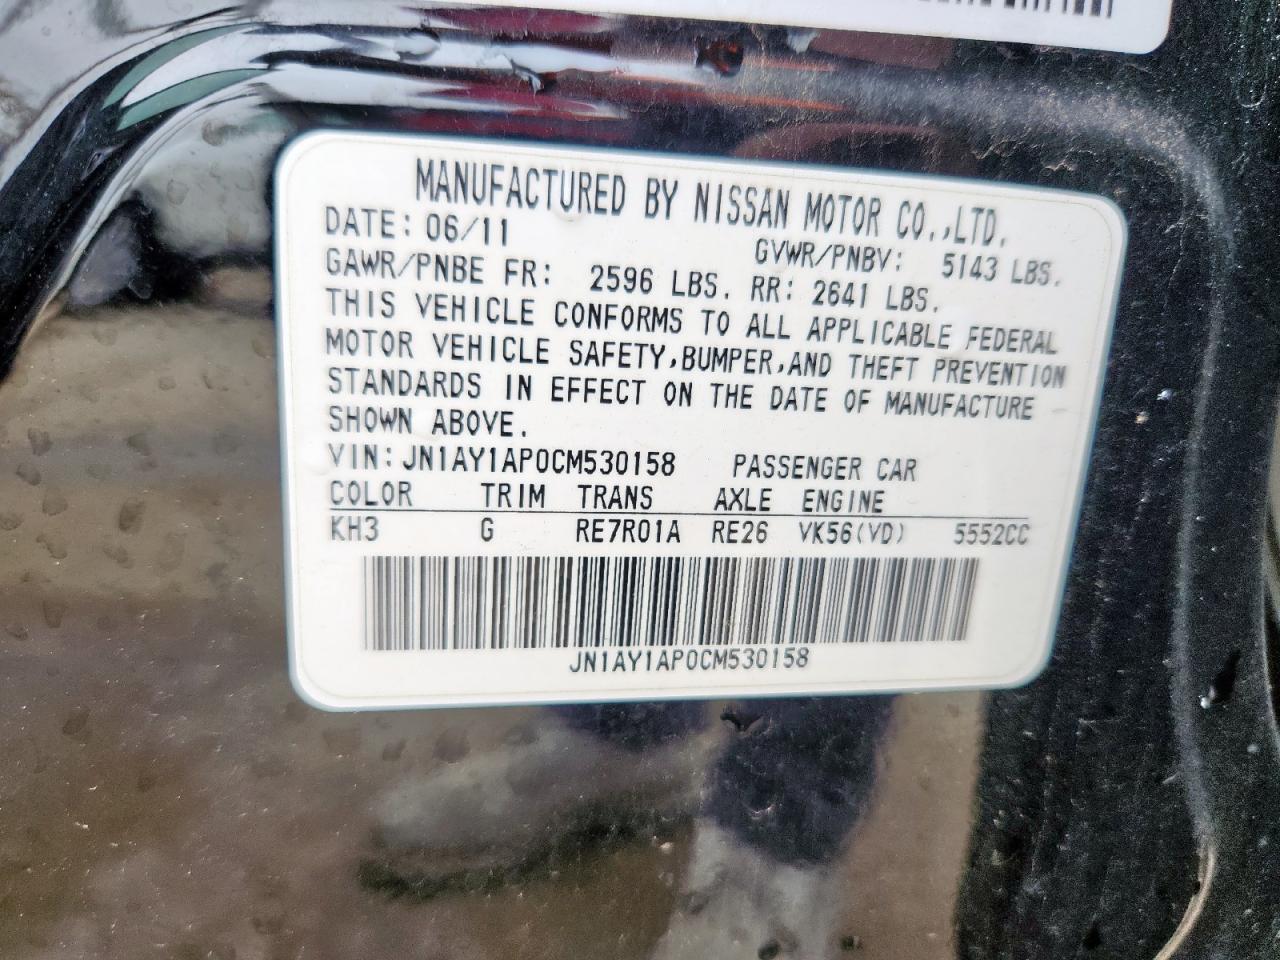 MANUFACTURED BY NISSAN MOTOR CO.,LTD.
DATE: 06/11 GVWR/PNBV: 5143 LBS.
GAWR/PNBE FR: 2596 LBS. RR: 2641 LBS.
THIS VEHICLE CONFORMS TO ALL APPLICABLE FEDERAL
MOTOR VEHICLE SAFETY,BUMPER,AND THEFT PREVENTION
STANDARDS IN EFFECT ON THE DATE OF MANUFACTURE
SHOWN ABOVE.
VIN:JN1AY1AP0CM530158 PASSENGER CAR
COLOR TRIM TRANS AXLE ENGINE
KH3 G RE7R01A RE26 VK56(VD) 5552CC
JN1AY1AP0CM530158